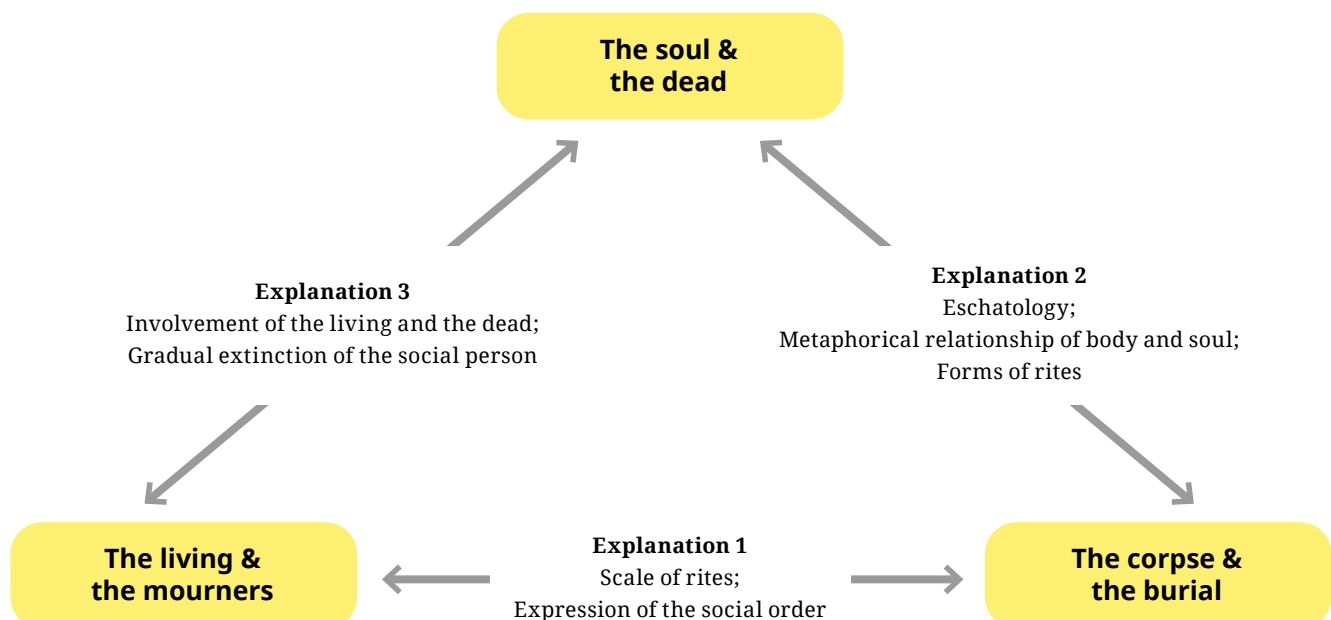 The soul &
the dead
Explanation 3
Involvement of the living and the dead;
Gradual extinction of the social person
Explanation 2
Eschatology;
Metaphorical relationship of body and soul;
Forms of rites
The living &
the mourners
Explanation 1
Scale of rites;
Expression of the social order
The corpse &
the burial